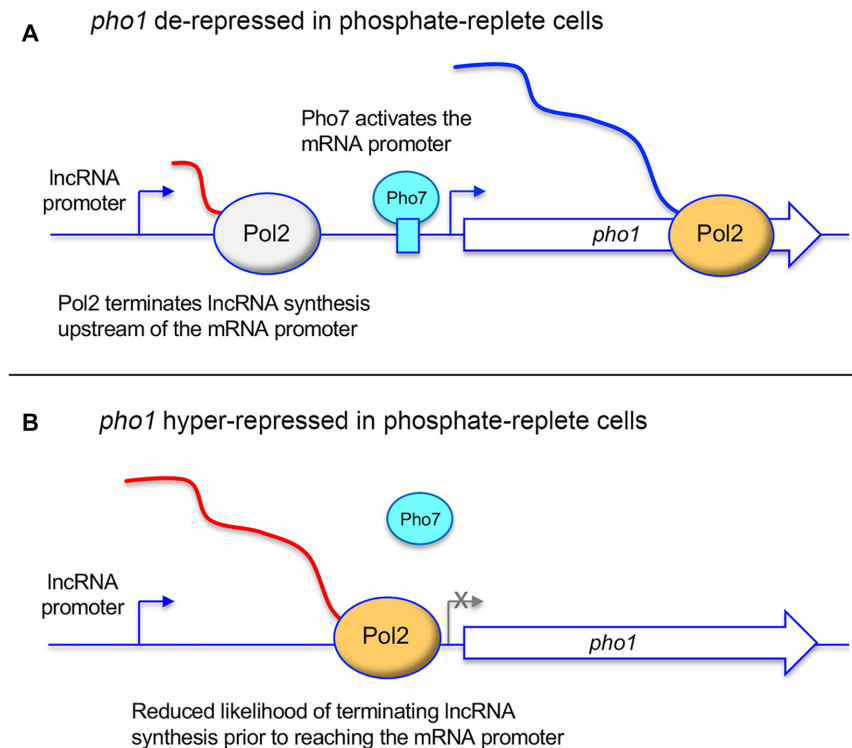 A
pho1 de-repressed in phosphate-replete cells
Pho7 activates the
mRNA promoter
lncRNA
promoter
Pho7
Pol2
pho1
Pol2
Pol2 terminates lncRNA synthesis
upstream of the mRNA promoter
B
pho1 hyper-repressed in phosphate-replete cells
Pho7
lncRNA
promoter
X
Pol2
pho1
Reduced likelihood of terminating lncRNA
synthesis prior to reaching the mRNA promoter